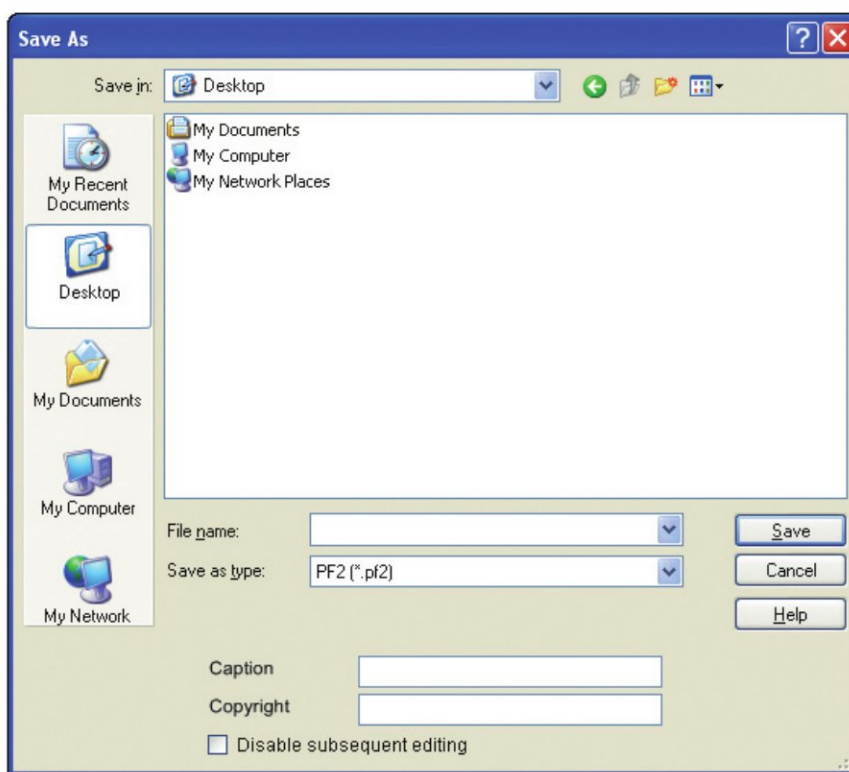 Save As
Save in:
Desktop
My Documents
My Computer
My Network Places
My Recent
Documents
Desktop
My Documents
My Computer
My Network
File name:
Save
Save as type:
PF2 (*.pf2)
Cancel
Help
Caption
Copyright
Disable subsequent editing